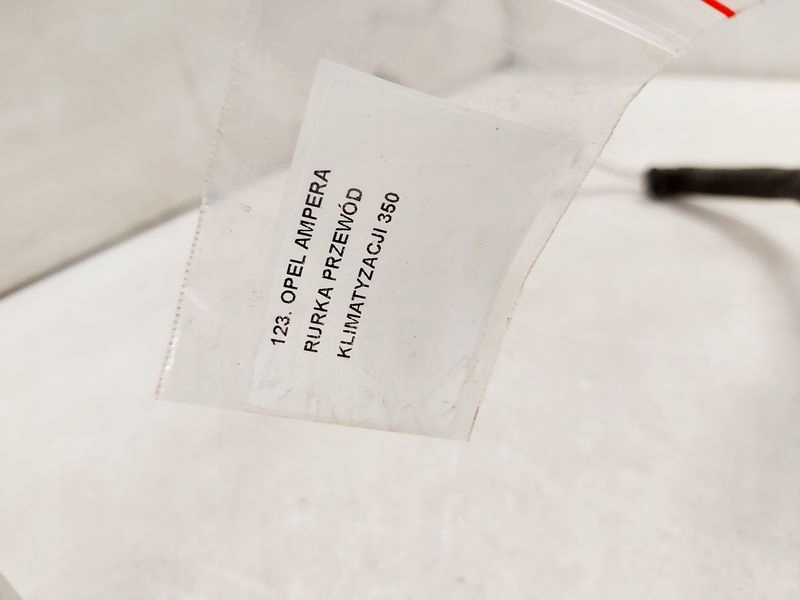 123. OPEL AMPERA
RURKA PRZEWÓD
KLIMATYZACJI 350